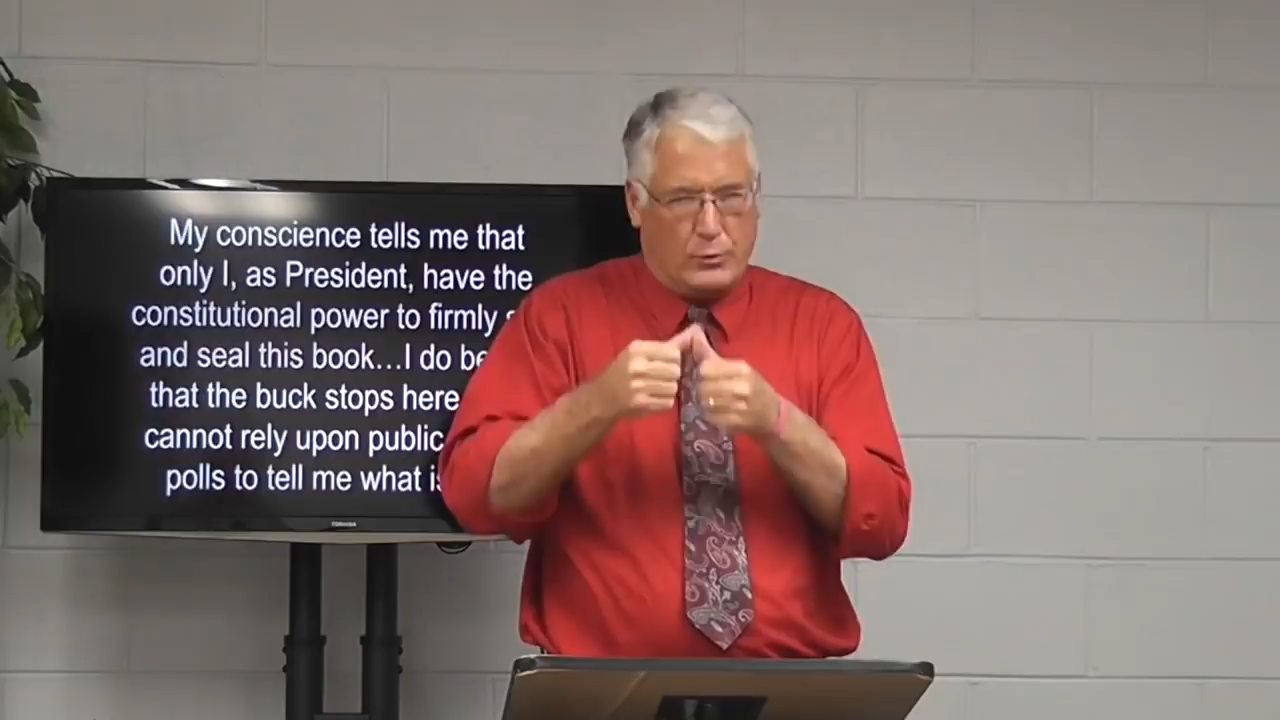 My conscience tells me that
only I, as President, have the
constitutional power to firmly
and seal this book...I do
that the buck stops here
cannot rely upon public
polls to tell me what
TOSHIBA